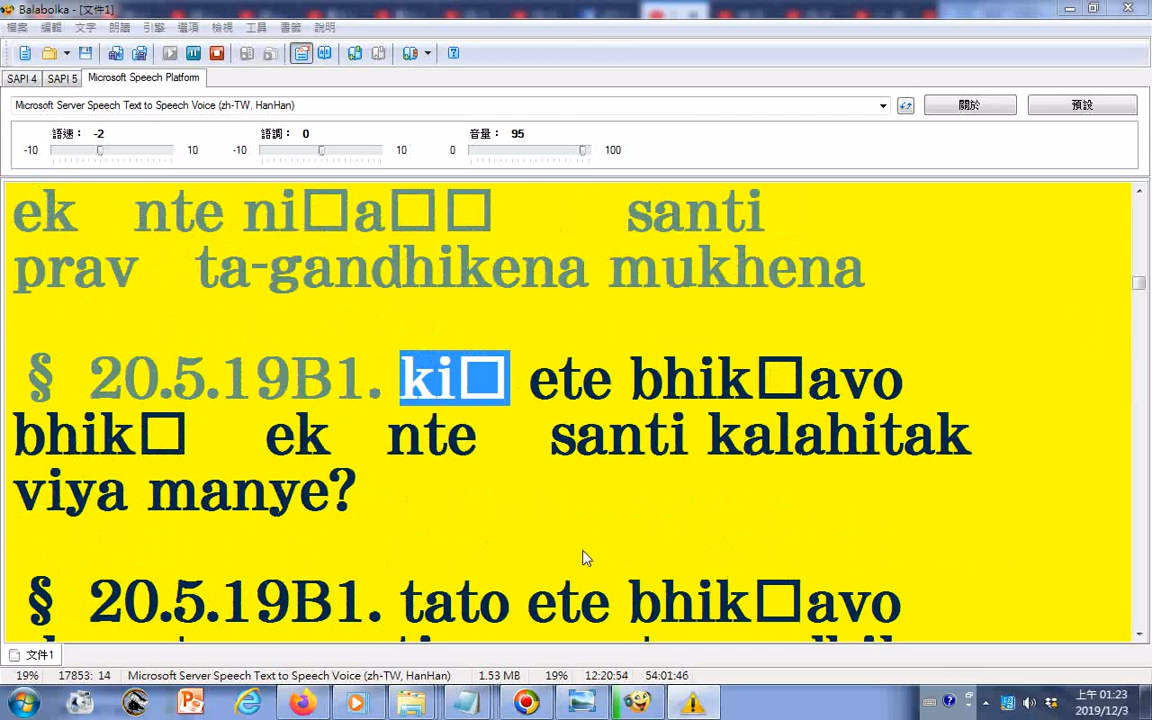 Balabolka - [文件1]
檔案 編輯 文字 朗讀 引擎 選項 檢視 工具 書籤 說明
SAPI 4 SAPI 5 Microsoft Speech Platform
Microsoft Server Speech Text to Speech Voice (zh-TW, HanHan) 關於 預設
語速： -2 語調： 0 音量： 95
-10 10 -10 10 0 100
ek nte ni□a□□ santi
prav ta-gandhikena mukhena
§ 20.5.19B1. ki□ ete bhik□avo
bhik□ ek nte santi kalahitak
viya manye?
§ 20.5.19B1. tato ete bhik□avo
文件1
19% 17853: 14 Microsoft Server Speech Text to Speech Voice (zh-TW, HanHan) 1.53 MB 19% 12:20:54 54:01:46
上午 01:23
2019/12/3